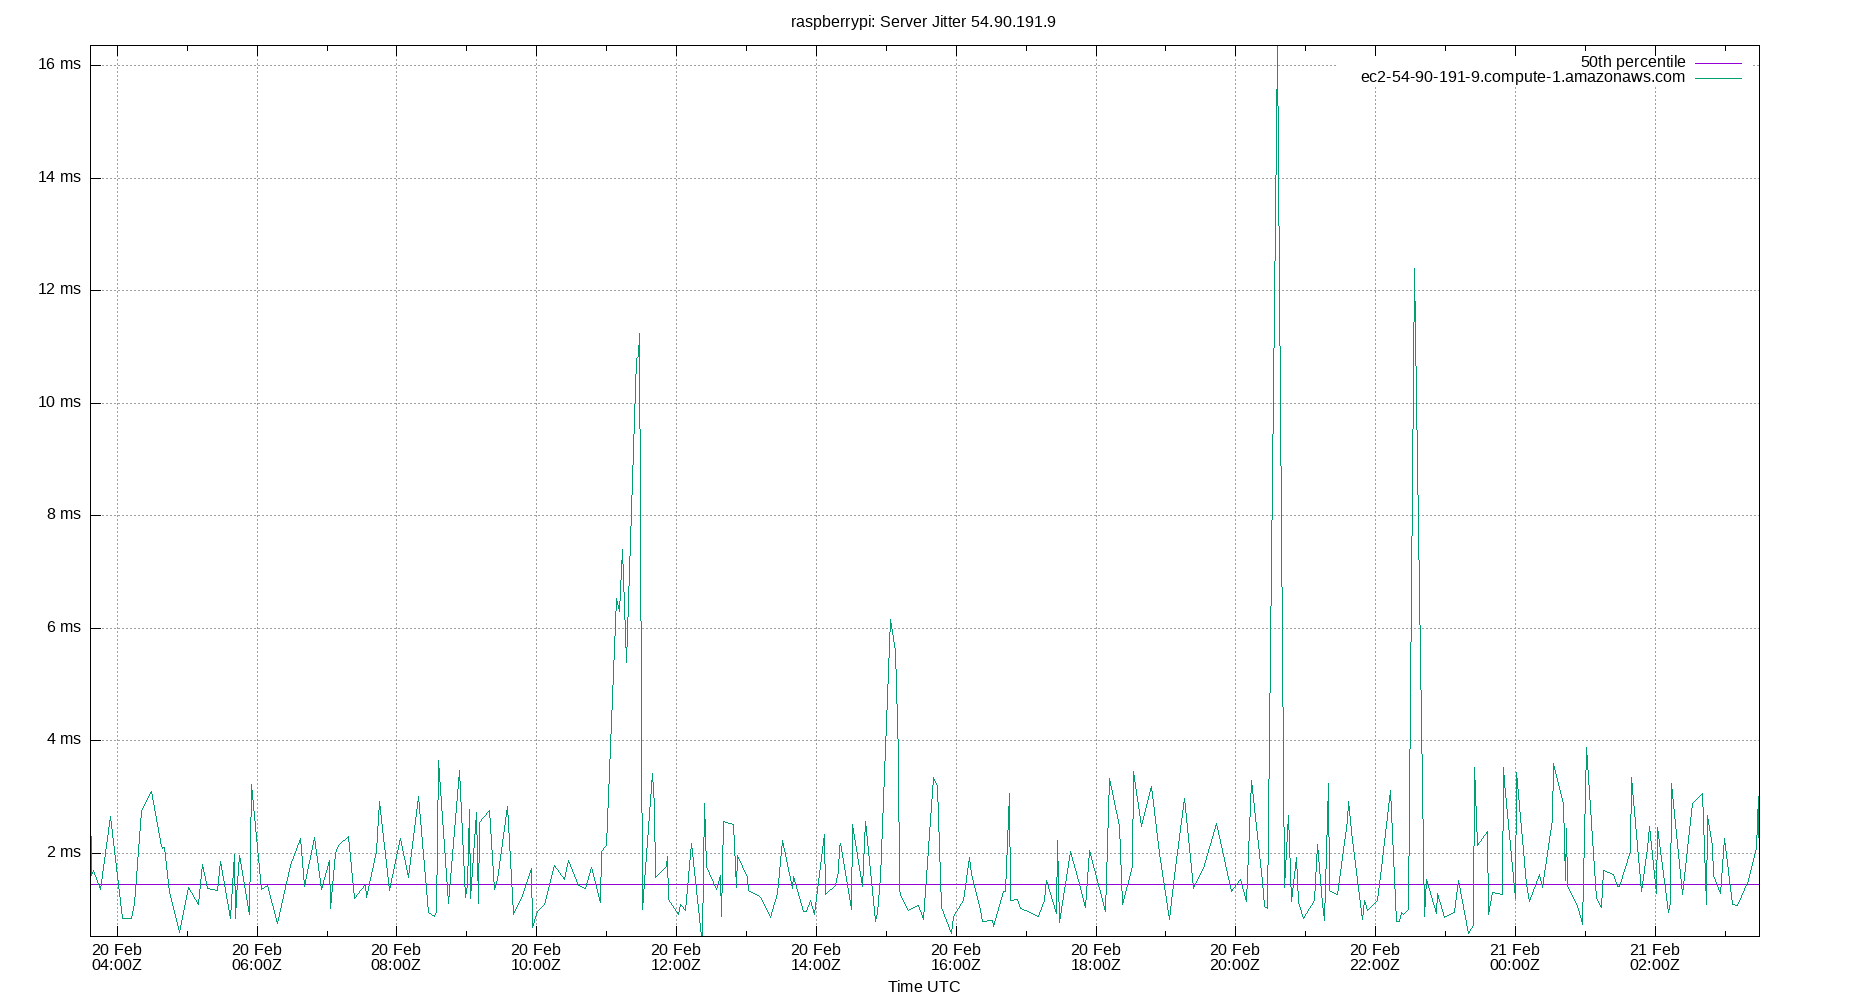 raspberrypi: Server Jitter 54.90.191.9
50th percentile
ec2-54-90-191-9.compute-1.amazonaws.com
16 ms
14 ms
12 ms
10 ms
8 ms
6 ms
4 ms
2 ms
20 Feb 20 Feb 20 Feb 20 Feb 20 Feb 20 Feb 20 Feb 20 Feb 20 Feb 20 Feb 21 Feb 21 Feb
04:00Z 06:00Z 08:00Z 10:00Z 12:00Z 14:00Z 16:00Z 18:00Z 20:00Z 22:00Z 00:00Z 02:00Z
Time UTC